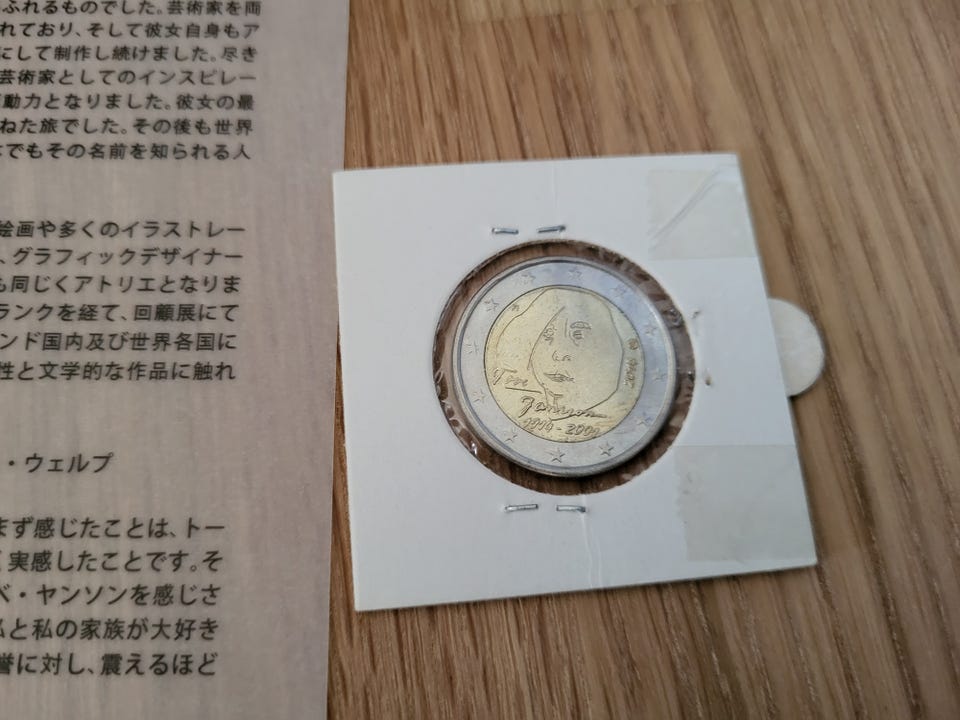 ふれるものでした。芸術家を両
れており、そして彼女自身もア
にして制作し続けました。尽き
芸術家としてのインスピレー
動力となりました。彼女の最
ねた旅でした。その後も世界
でもその名前を知られる人
絵画や多くのイラストレー
、グラフィックデザイナー
も同じくアトリエとなりま
ランクを経て、回顧展にて
ンド国内及び世界各国に
性と文学的な作品に触れ
・ウェルプ
まず感じたことは、トー
実感したことです。そ
ベ・ヤンソンを感じさ
私と私の家族が大好き
誉に対し、震えるほど
Tove
Jansson
1914-2001